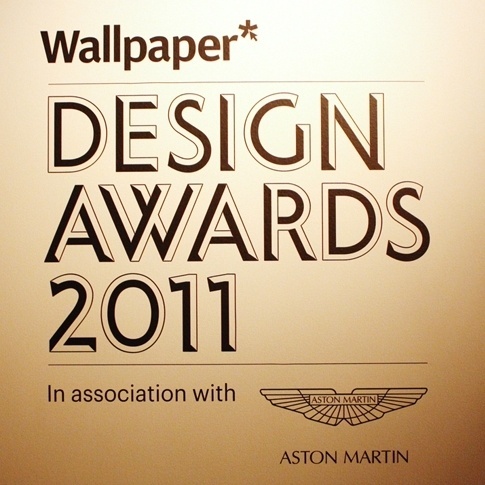 Wallpaper*
DESIGN
AWARDS
2011
In association with
ASTON MARTIN
ASTON MARTIN